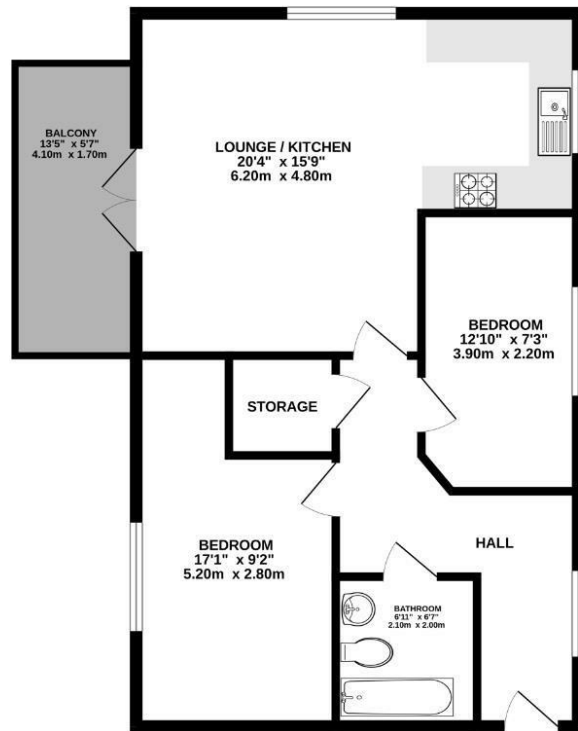 BALCONY
13'5" x 5'7"
4.10m x 1.70m
LOUNGE / KITCHEN
20'4" x 15'9"
6.20m x 4.80m
BEDROOM
12'10" x 7'3"
3.90m x 2.20m
STORAGE
BEDROOM
17'1" x 9'2"
5.20m x 2.80m
HALL
BATHROOM
6'11" x 6'7"
2.10m x 2.00m